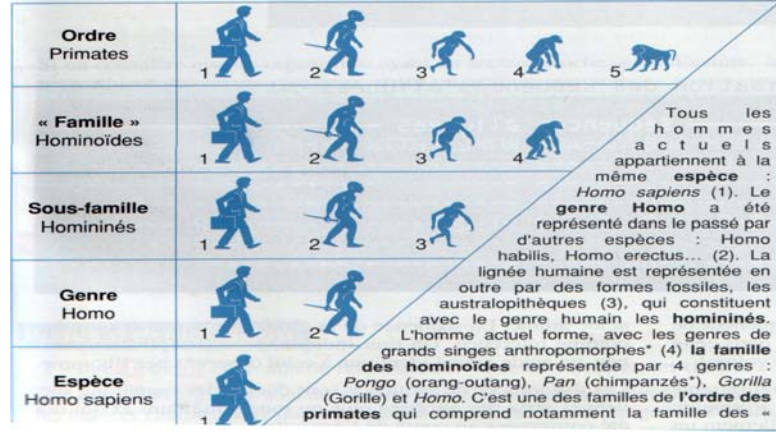 Ordre
Primates
1 2 3 4 5
« Famille »
Hominoïdes
1 2 3 4
Sous-famille
Homininés
1 2 3
Genre
Homo
1 2
Espèce
Homo sapiens
1
Tous les
hommes
actuels
appartiennent à la
même espèce :
Homo sapiens (1). Le
genre Homo a été
représenté dans le passé par
d'autres espèces : Homo
habilis, Homo erectus... (2). La
lignée humaine est représentée en
outre par des formes fossiles, les
australopithèques (3), qui constituent
avec le genre humain les homininés.
L'homme actuel forme, avec les genres de
grands singes anthropomorphes* (4) la famille
des hominoïdes représentée par 4 genres :
Pongo (orang-outang), Pan (chimpanzés*), Gorilla
(Gorille) et Homo. C'est une des familles de l'ordre des
primates qui comprend notamment la famille des «